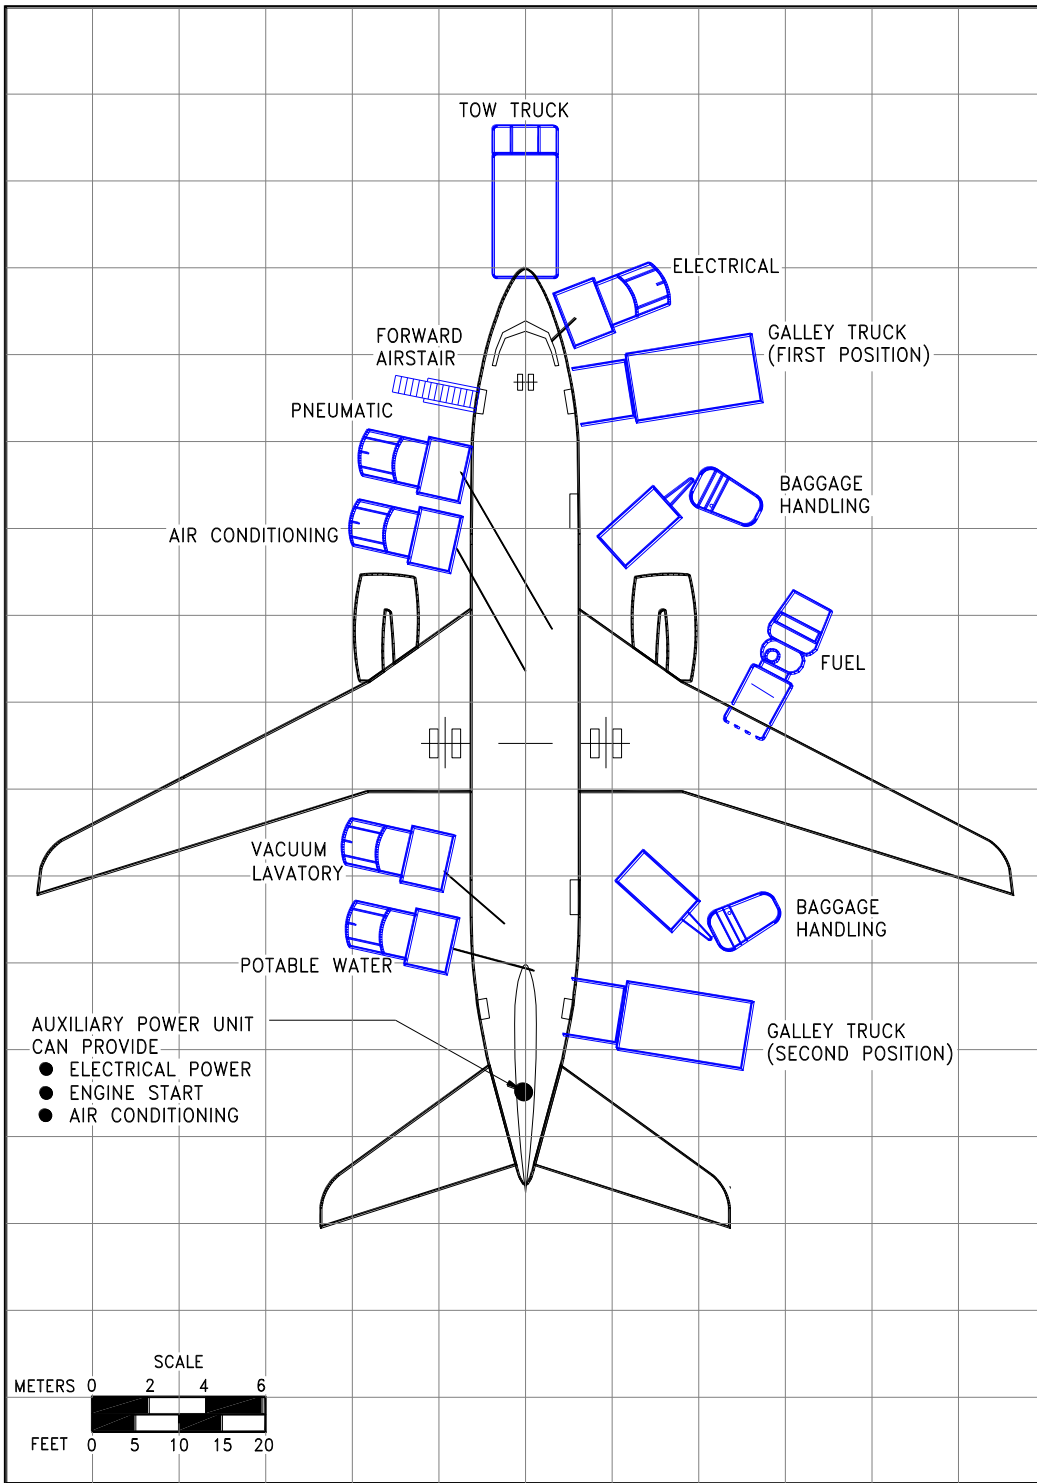 TOW TRUCK
ELECTRICAL
FORWARD
AIRSTAIR
GALLEY TRUCK
(FIRST POSITION)
PNEUMATIC
BAGGAGE
HANDLING
AIR CONDITIONING
FUEL
VACUUM
LAVATORY
BAGGAGE
HANDLING
POTABLE WATER
AUXILIARY POWER UNIT
CAN PROVIDE
● ELECTRICAL POWER
● ENGINE START
● AIR CONDITIONING
GALLEY TRUCK
(SECOND POSITION)
SCALE
METERS 0 2 4 6
FEET 0 5 10 15 20